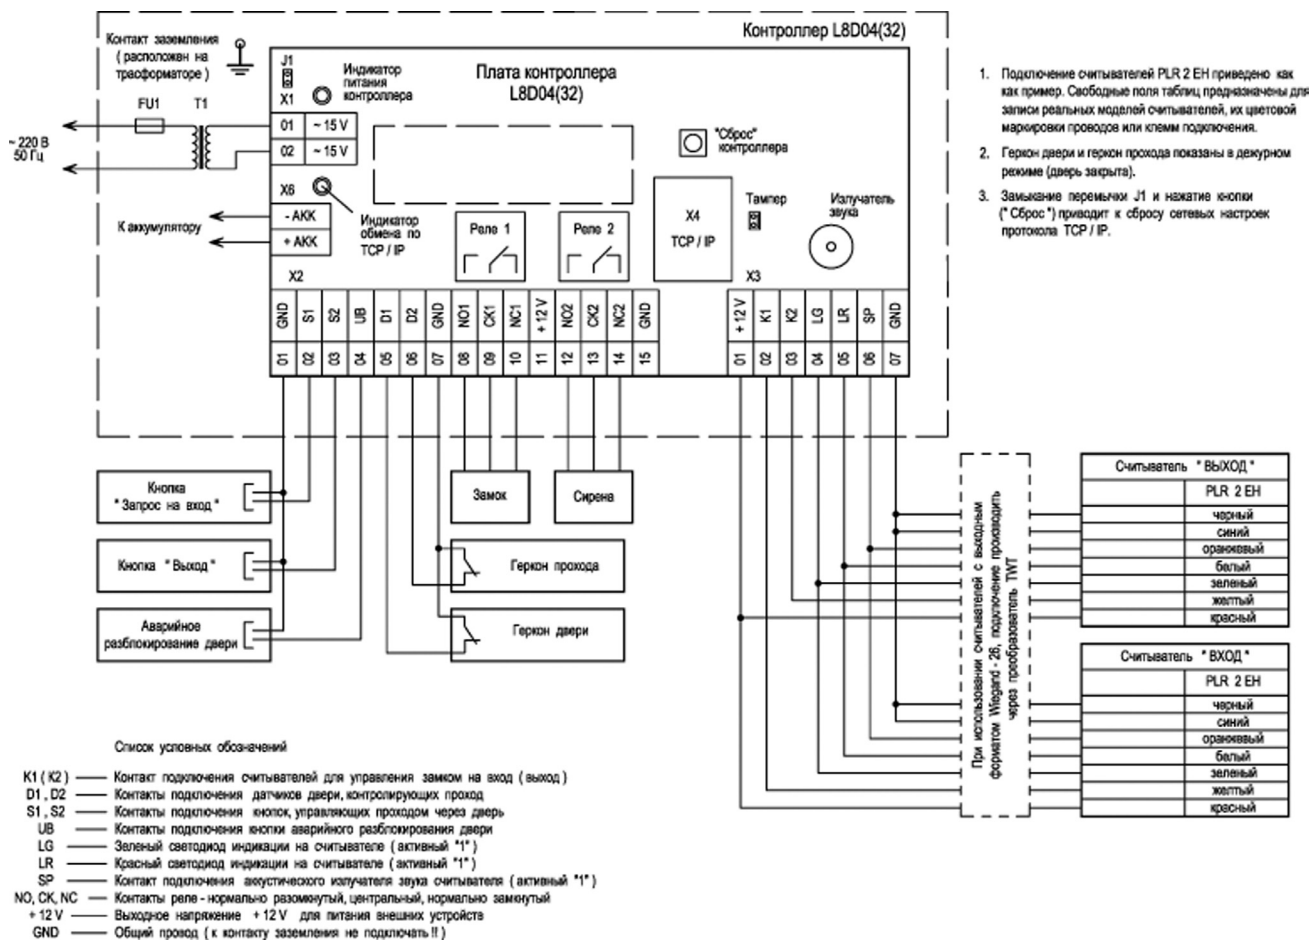 Контроллер L8D04(32)
Контакт заземления
( расположен на
трасформаторе )
FU1
T1
~ 220 В
50 Гц
J1
X1
Индикатор
питания
контроллера
Плата контроллера
L8D04(32)
01 ~ 15 V
02 ~ 15 V
"Сброс"
контроллера
X6
- АКК
+ АКК
К аккумулятору
Индикатор
обмена по
TCP / IP
Реле 1
Реле 2
X4
TCP / IP
Тампер
Излучатель
звука
X2
X3
GND S1 S2 UB D1 D2 GND NO1 CK1 NC1 +12 V NO2 CK2 NC2 GND
01 02 03 04 05 06 07 08 09 10 11 12 13 14 15
+12 V K1 K2 LG LR SP GND
01 02 03 04 05 06 07
1. Подключение считывателей PLR 2 EH приведено как
как пример. Свободные поля таблиц предназначены для
записи реальных моделей считывателей, их цветовой
маркировки проводов или клемм подключения.
2. Геркон двери и геркон прохода показаны в дежурном
режиме (дверь закрыта).
3. Замыкание перемычки J1 и нажатие кнопки
(" Сброс ") приводит к сбросу сетевых настроек
протокола TCP / IP.
Кнопка
" Запрос на вход "
Кнопка " Выход "
Аварийное
разблокирование двери
Замок
Сирена
Геркон прохода
Геркон двери
При использовании считывателей с выходным
форматом Wiegand - 26, подключение производить
через преобразователь TWT
Считыватель " ВЫХОД "
PLR 2 EH
черный
синий
оранжевый
белый
зеленый
желтый
красный
Считыватель " ВХОД "
PLR 2 EH
черный
синий
оранжевый
белый
зеленый
желтый
красный
Список условных обозначений
K1 ( K2 ) — Контакт подключения считывателей для управления замком на вход ( выход )
D1 , D2 — Контакты подключения датчиков двери, контролирующих проход
S1 , S2 — Контакты подключения кнопок, управляющих проходом через дверь
UB — Контакты подключения кнопки аварийного разблокирования двери
LG — Зеленый светодиод индикации на считывателе ( активный "1" )
LR — Красный светодиод индикации на считывателе ( активный "1" )
SP — Контакт подключения аккустического излучателя звука считывателя ( активный "1" )
NO, CK, NC — Контакты реле - нормально разомкнутый, центральный, нормально замкнутый
+ 12 V — Выходное напряжение + 12 V для питания внешних устройств
GND — Общий провод ( к контакту заземления не подключать !! )